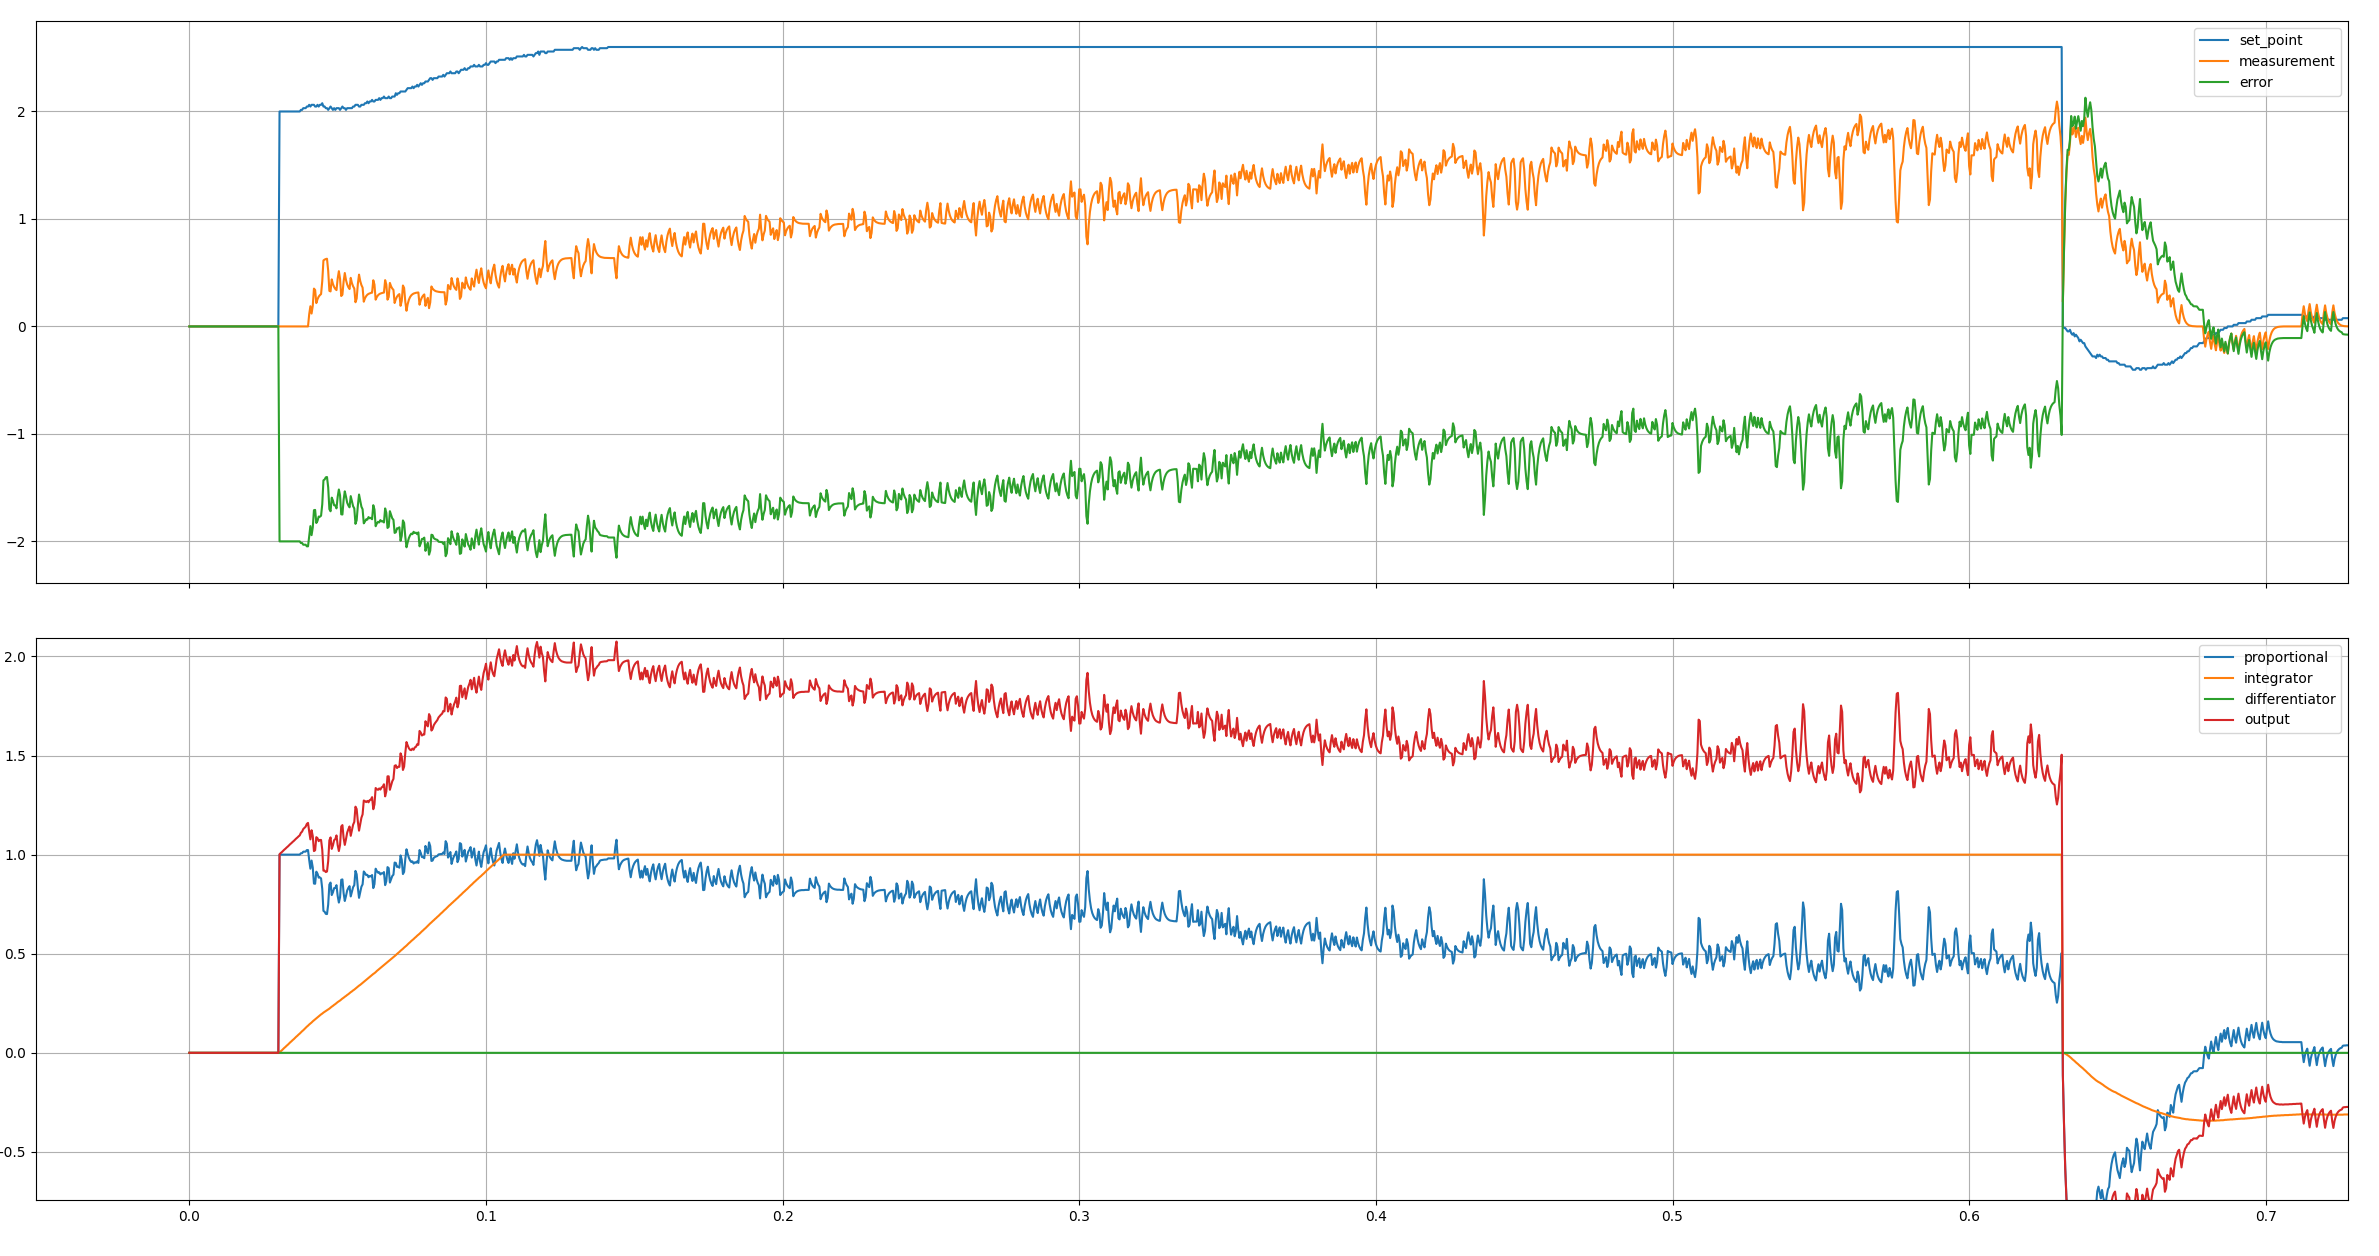 set_point
measurement
error
2
1
0
−1
−2
proportional
integrator
differentiator
output
2.0
1.5
1.0
0.5
0.0
-0.5
0.0 0.1 0.2 0.3 0.4 0.5 0.6 0.7